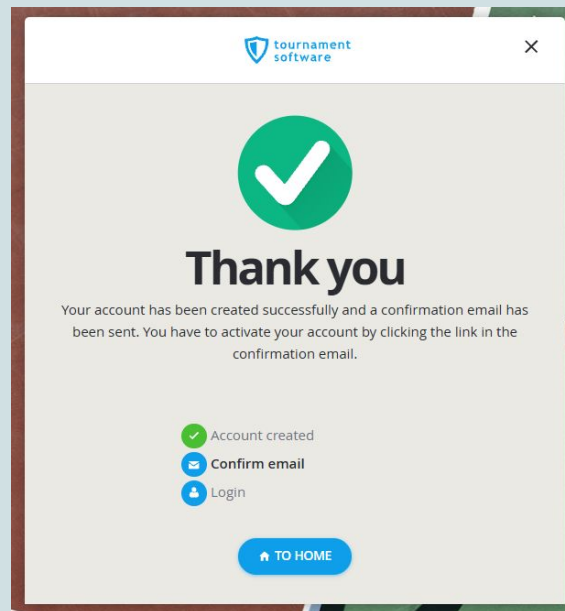 tournament
software
Thank you
Your account has been created successfully and a confirmation email has
been sent. You have to activate your account by clicking the link in the
confirmation email.
Account created
Confirm email
Login
TO HOME